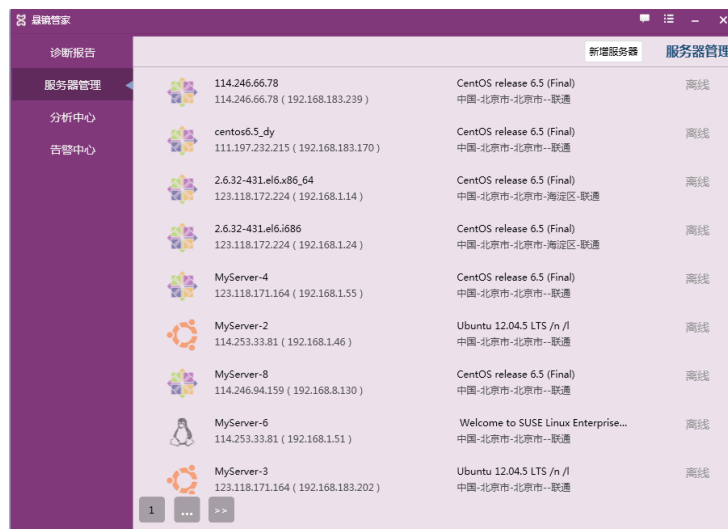 悬镜管家
诊断报告
服务器管理
分析中心
告警中心
新增服务器
服务器管理
114.246.66.78
114.246.66.78 ( 192.168.183.239 )
CentOS release 6.5 (Final)
中国-北京市-北京市--联通
离线
centos6.5_dy
111.197.232.215 ( 192.168.183.170 )
CentOS release 6.5 (Final)
中国-北京市-北京市--联通
离线
2.6.32-431.el6.x86_64
123.118.172.224 ( 192.168.1.14 )
CentOS release 6.5 (Final)
中国-北京市-北京市-海淀区-联通
离线
2.6.32-431.el6.i686
123.118.172.224 ( 192.168.1.24 )
CentOS release 6.5 (Final)
中国-北京市-北京市-海淀区-联通
离线
MyServer-4
123.118.171.164 ( 192.168.1.55 )
CentOS release 6.5 (Final)
中国-北京市-北京市--联通
离线
MyServer-2
114.253.33.81 ( 192.168.1.46 )
Ubuntu 12.04.5 LTS /n /l
中国-北京市-北京市--联通
离线
MyServer-8
114.246.94.159 ( 192.168.8.130 )
CentOS release 6.5 (Final)
中国-北京市-北京市--联通
离线
MyServer-6
114.253.33.81 ( 192.168.1.51 )
Welcome to SUSE Linux Enterprise...
中国-北京市-北京市--联通
离线
MyServer-3
123.118.171.164 ( 192.168.183.202 )
Ubuntu 12.04.5 LTS /n /l
中国-北京市-北京市--联通
离线
1
...
>>